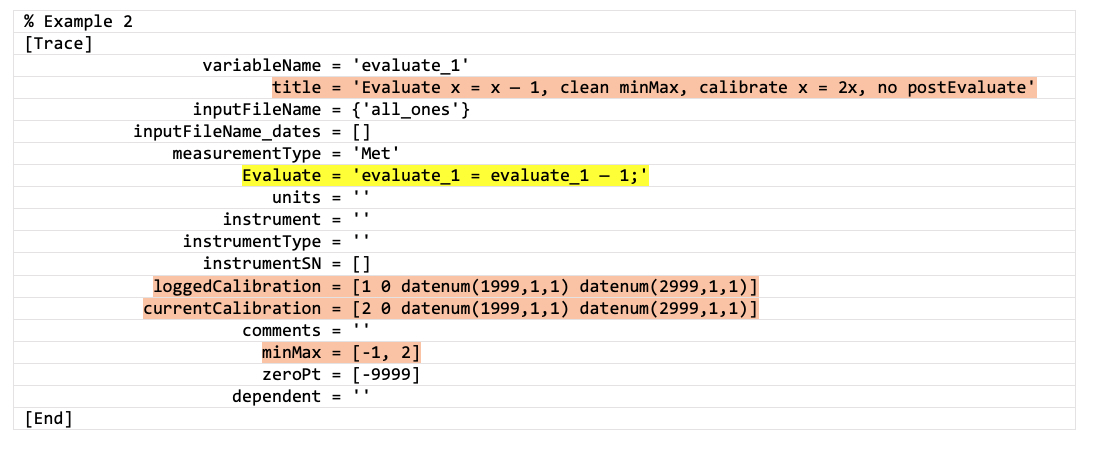 % Example 2
[Trace]
variableName = 'evaluate_1'
title = 'Evaluate x = x – 1, clean minMax, calibrate x = 2x, no postEvaluate'
inputFileName = {'all_ones'}
inputFileName_dates = []
measurementType = 'Met'
Evaluate = 'evaluate_1 = evaluate_1 – 1;'
units = ''
instrument = ''
instrumentType = ''
instrumentSN = []
loggedCalibration = [1 0 datenum(1999,1,1) datenum(2999,1,1)]
currentCalibration = [2 0 datenum(1999,1,1) datenum(2999,1,1)]
comments = ''
minMax = [-1, 2]
zeroPt = [-9999]
dependent = ''
[End]